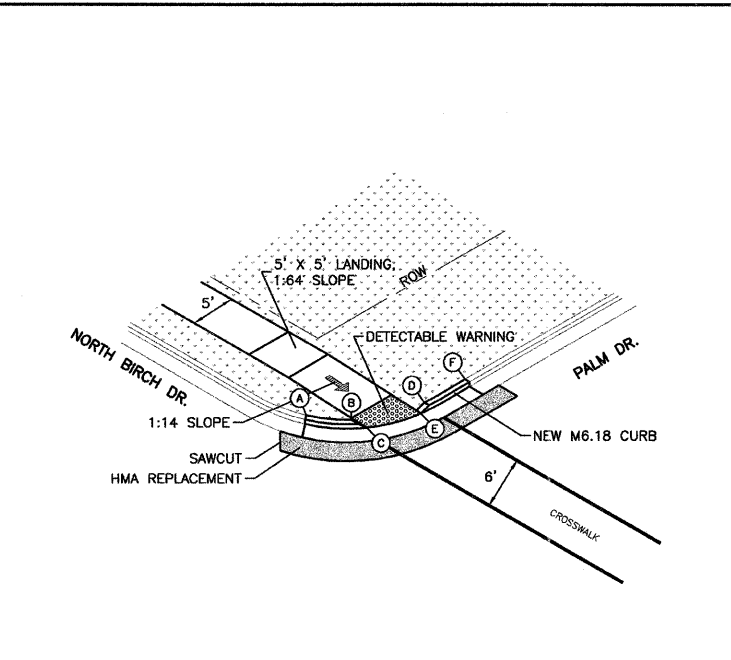 5' X 5' LANDING,
1:64 SLOPE
ROW
5'
DETECTABLE WARNING
NORTH BIRCH DR.
PALM DR.
F
D
A
B
1:14 SLOPE
E
C
NEW M6.18 CURB
SAWCUT
HMA REPLACEMENT
6'
CROSSWALK